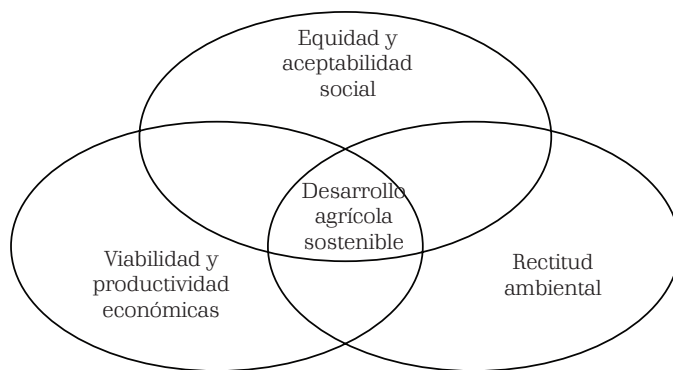 Equidad y
aceptabilidad
social
Desarrollo
agrícola
sostenible
Viabilidad y
productividad
económicas
Rectitud
ambiental